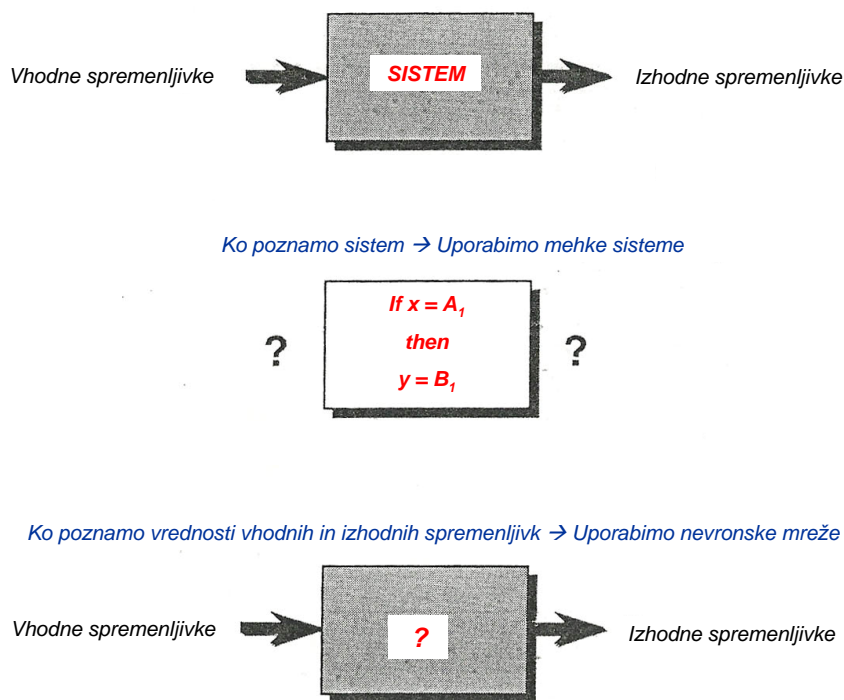 Vhodne spremenljivke SISTEM Izhodne spremenljivke
Ko poznamo sistem → Uporabimo mehke sisteme
If x = A₁
? then ?
y = B₁
Ko poznamo vrednosti vhodnih in izhodnih spremenljivk → Uporabimo nevronske mreže
Vhodne spremenljivke ? Izhodne spremenljivke